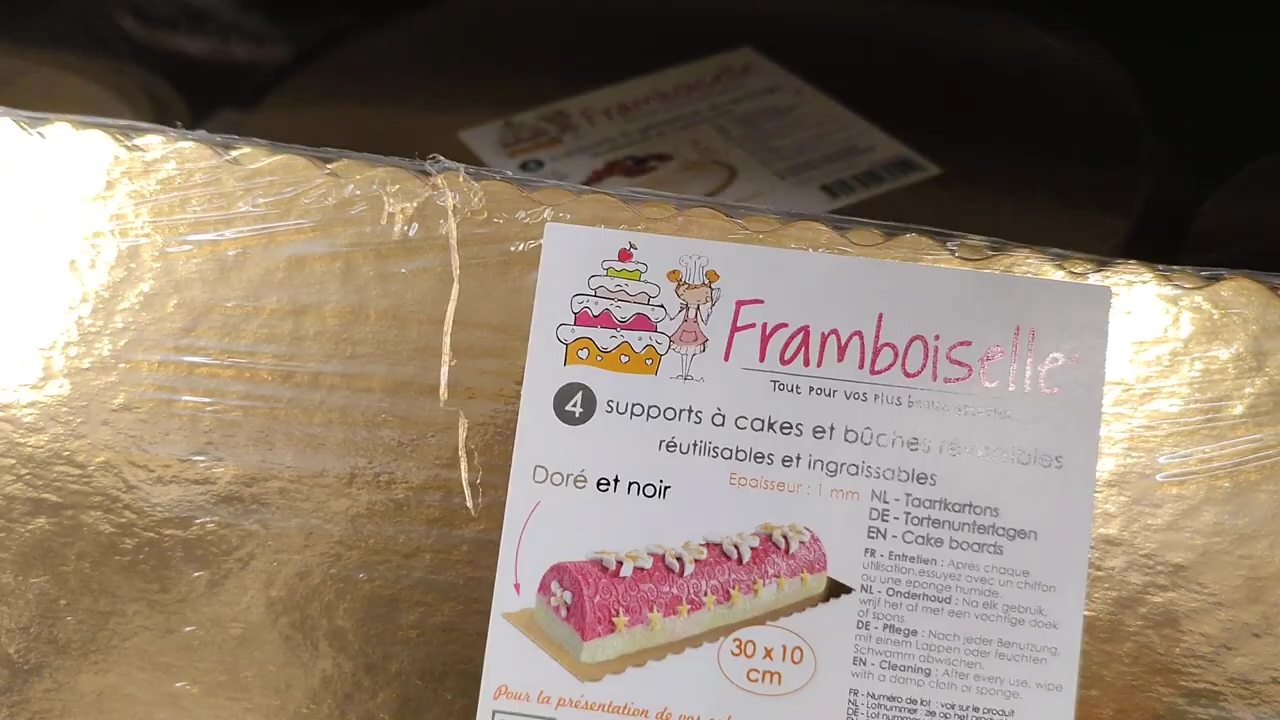 Framboiselle
Framboiselle
Tout pour vos plus
4 supports à cakes et bûches réversibles
réutilisables et ingraissables
Doré et noir
Epaisseur : 1 mm
NL - Taartkartons
DE - Tortenunterlagen
EN - Cake boards
FR - Entretien : Après chaque
utilisation,essuyez avec un chiffon
ou une eponge humide.
NL - Onderhoud : Na elk gebruik,
wrijf het af met een vochtige doek
of spons.
DE - Pflege : Nach jeder Benutzung,
mit einem Lappen oder feuchten
Schwamm abwischen.
EN - Cleaning : After every use, wipe
with a damp cloth or sponge.
30 x 10
cm
FR - Numéro de lot : voir sur le produit
NL - Lotnummer : zie op het
DE - Lot
Pour la présentation de vos